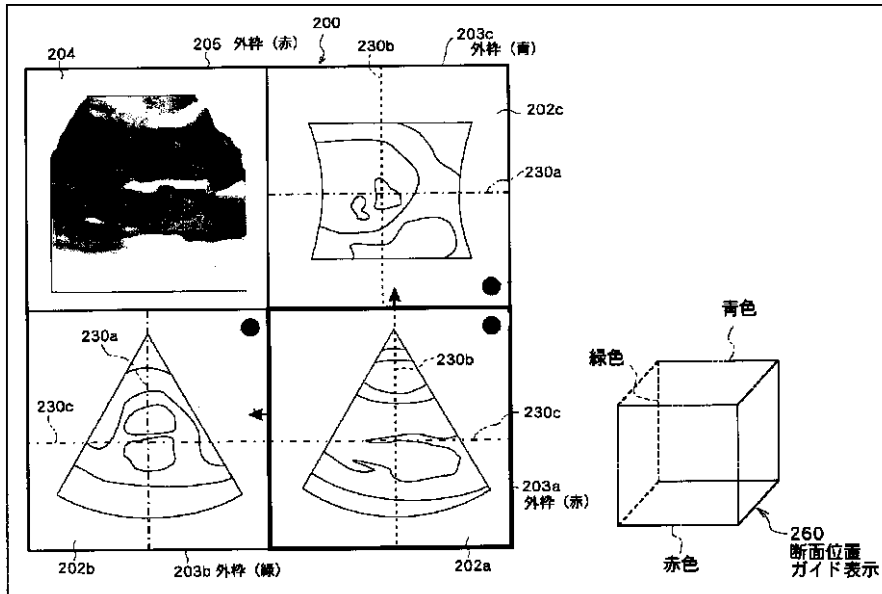 204
205 外枠 (赤)
200
230b
203c
外枠 (青)
202c
230a
230a
230b
230c
230c
203a
外枠 (赤)
202b
203b 外枠 (緑)
202a
青色
緑色
赤色
260
断面位置
ガイド表示